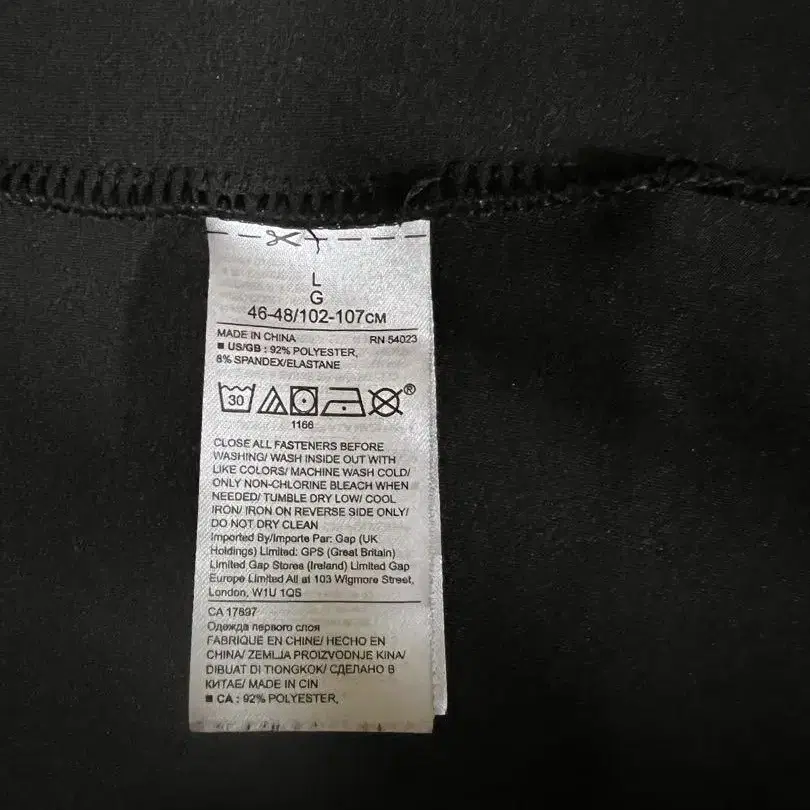 L
G
46-48/102-107CM
MADE IN CHINA RN 54023
■ US/GB : 92% POLYESTER,
8% SPANDEX/ELASTANE
30 ®
1166
CLOSE ALL FASTENERS BEFORE
WASHING/ WASH INSIDE OUT WITH
LIKE COLORS/ MACHINE WASH COLD/
ONLY NON-CHLORINE BLEACH WHEN
NEEDED/ TUMBLE DRY LOW/ COOL
IRON/ IRON ON REVERSE SIDE ONLY/
DO NOT DRY CLEAN
Imported By/Importe Par: Gap (UK
Holdings) Limited: GPS (Great Britain)
Limited Gap Stores (Ireland) Limited Gap
Europe Limited All at 103 Wigmore Street,
London, W1U 1QS
CA 17897
Одежда первого слоя
FABRIQUE EN CHINE/ HECHO EN
CHINA/ ZEMLJA PROIZVODNJE KINA/
DIBUAT DI TIONGKOK/ СДЕЛАНО В
КИТАЕ/ MADE IN CIN
■ CA : 92% POLYESTER,